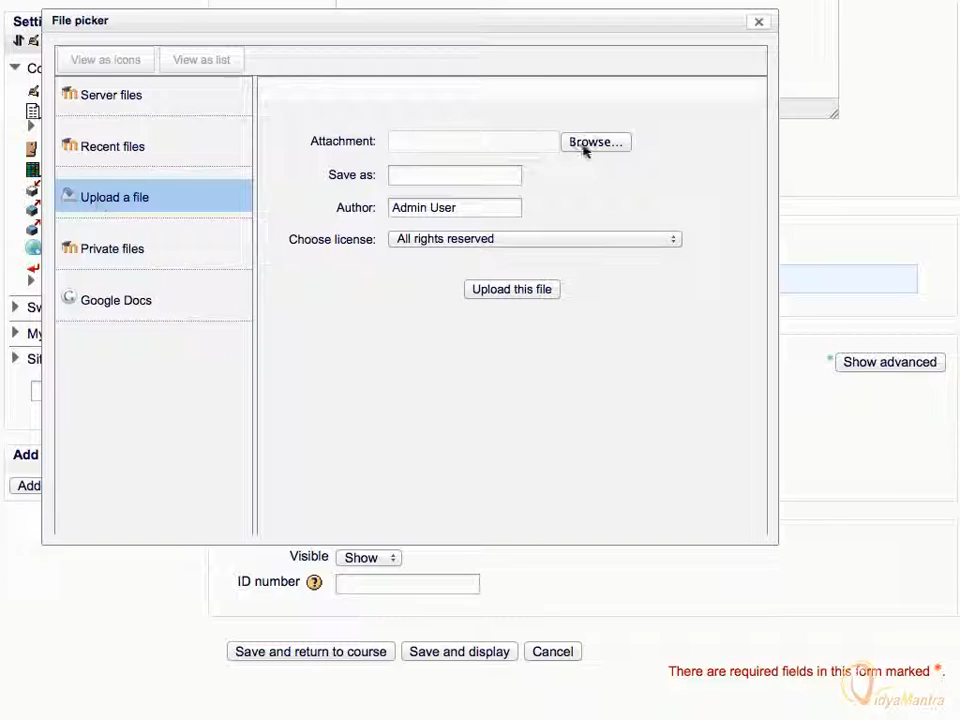 Setti
File picker
View as icons
View as list
Co
Server files
Recent files
Upload a file
Private files
Google Docs
Attachment:
Browse...
Save as:
Author:
Admin User
Choose license:
All rights reserved
Upload this file
Sw
My
Sit
Show advanced
Add
Add
Visible
Show
ID number
Save and return to course
Save and display
Cancel
There are required fields in this form marked *.
VidyaMantra